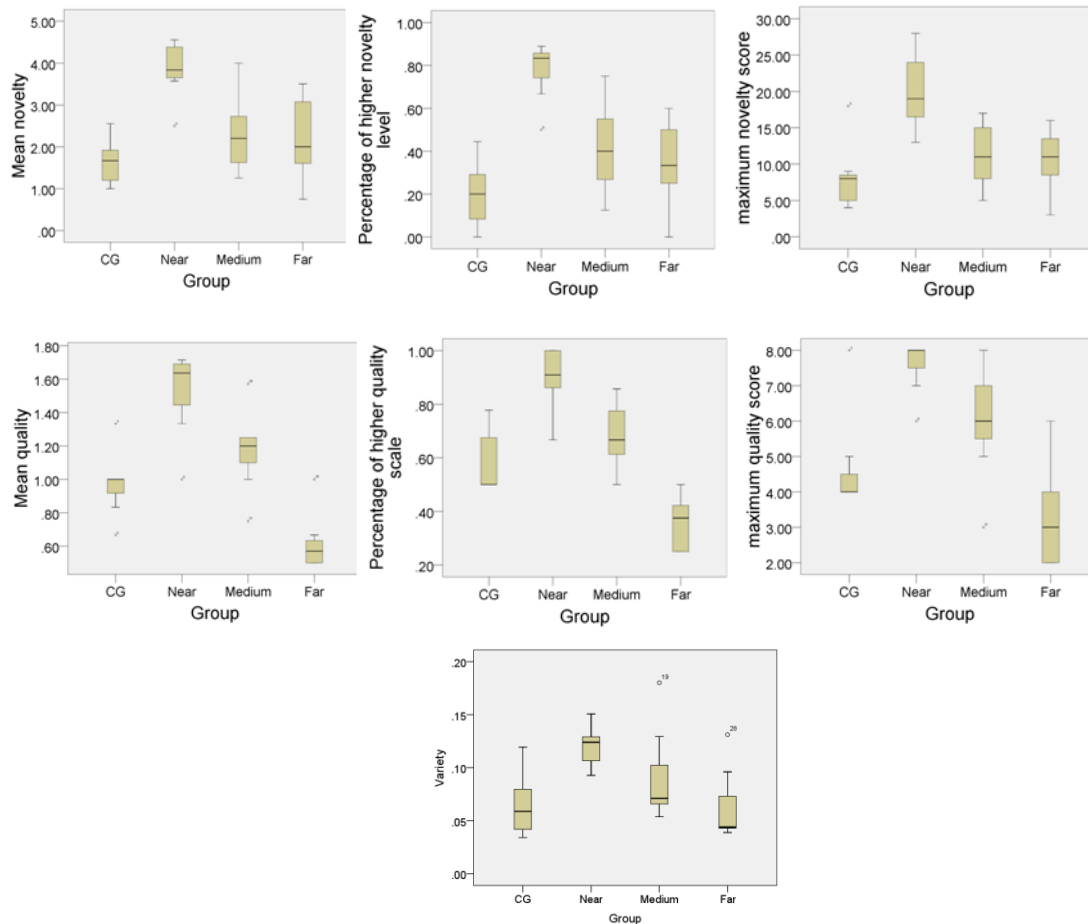 Mean novelty
5.00
4.00
3.00
2.00
1.00
.00
CG Near Medium Far
Group
Percentage of higher novelty
level
1.00
.80
.60
.40
.20
.00
CG Near Medium Far
Group
maximum novelty score
30.00
25.00
20.00
15.00
10.00
5.00
.00
CG Near Medium Far
Group
Mean quality
1.80
1.60
1.40
1.20
1.00
.80
.60
CG Near Medium Far
Group
Percentage of higher quality
scale
1.00
.80
.60
.40
.20
CG Near Medium Far
Group
maximum quality score
8.00
7.00
6.00
5.00
4.00
3.00
2.00
CG Near Medium Far
Group
Variety
.20
.15
.10
.05
.00
19
26
CG Near Medium Far
Group